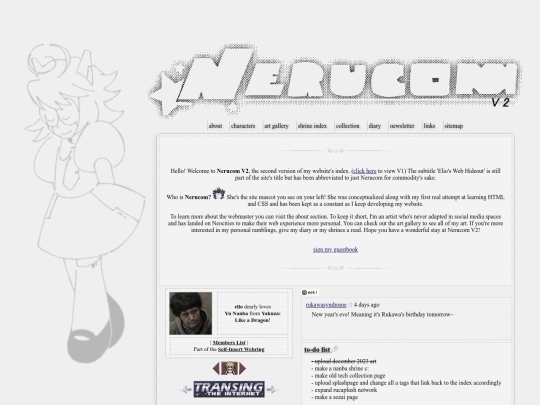 NERUCOM
V 2
about characters art gallery shrine index collection diary newsletter links sitemap
Hello! Welcome to Nerucom V2, the second version of my website's index. (click here to view V1) The subtitle 'Elio's Web Hideout' is still
part of the site's title but has been abbreviated to just Nerucom for commodity's sake.
Who is Nerucom? She's the site mascot you see on your left! She was conceptualized along with my first real attempt at learning HTML
and CSS and has been kept as a constant as I keep developing my website.
To learn more about the webmaster you can visit the about section. To keep it short, I'm an artist who's never adapted in social media spaces
and has landed on Neocities to make their web experience more personal. You can check out the art gallery to see all of my art. If you're more
interested in my personal ramblings, give my diary or my shrines a read. Hope you have a wonderful stay at Nerucom V2!
sign my guestbook
elio dearly loves
Yu Nanba from Yakuza:
Like a Dragon!
| Members List |
Part of the Self-Insert Webring
TRANSING
THE INTERNET
rukawasyndrome :: 4 days ago
New year's eve! Meaning it's Rukawa's birthday tomorrow~
to-do list
- upload december 2023 art
- make a nanba shrine c:
- make old tech collection page
- upload splashpage and change all a tags that link back to the index accordingly
- expand ruraplush network
- make a sozai page